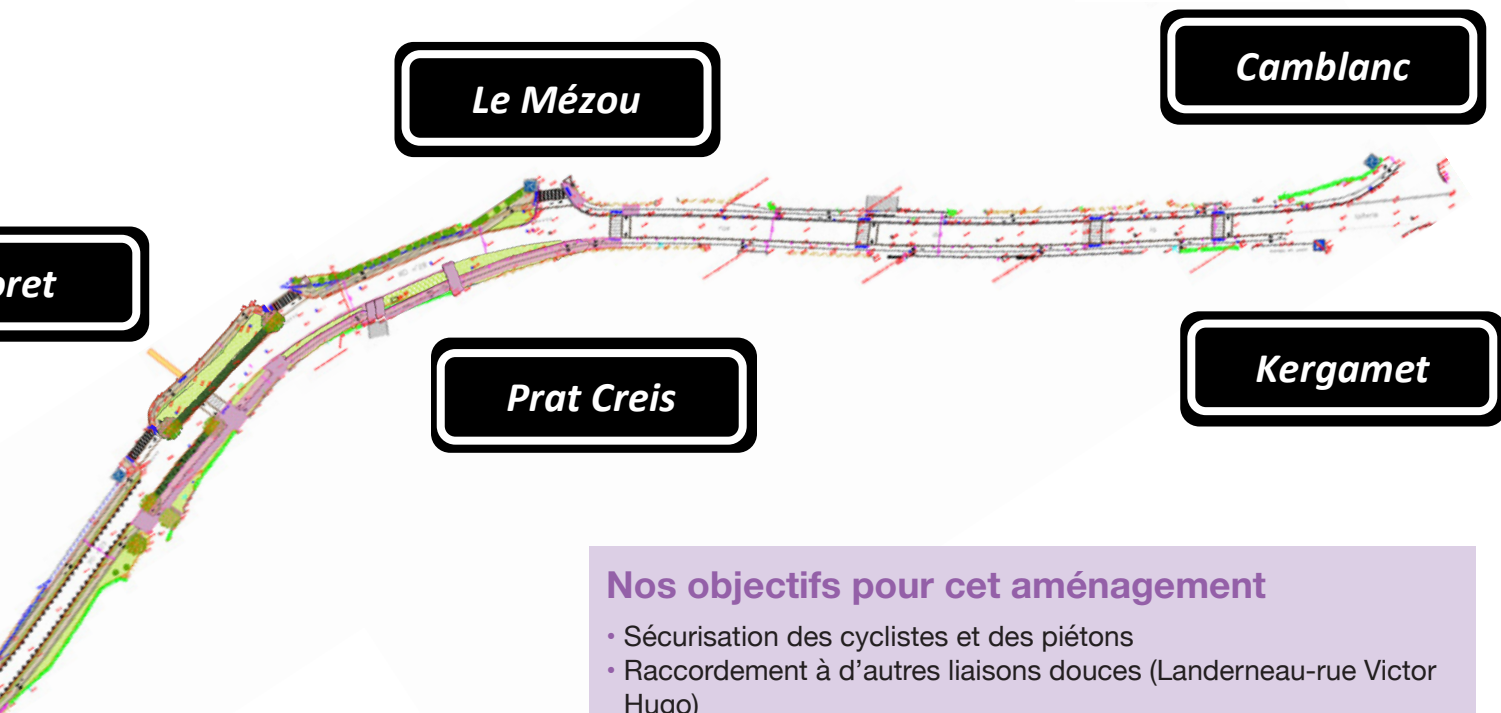 Camblanc
Le Mézou
oret
Kergamet
Prat Creis
Nos objectifs pour cet aménagement
• Sécurisation des cyclistes et des piétons
• Raccordement à d'autres liaisons douces (Landerneau-rue Victor
Hugo)